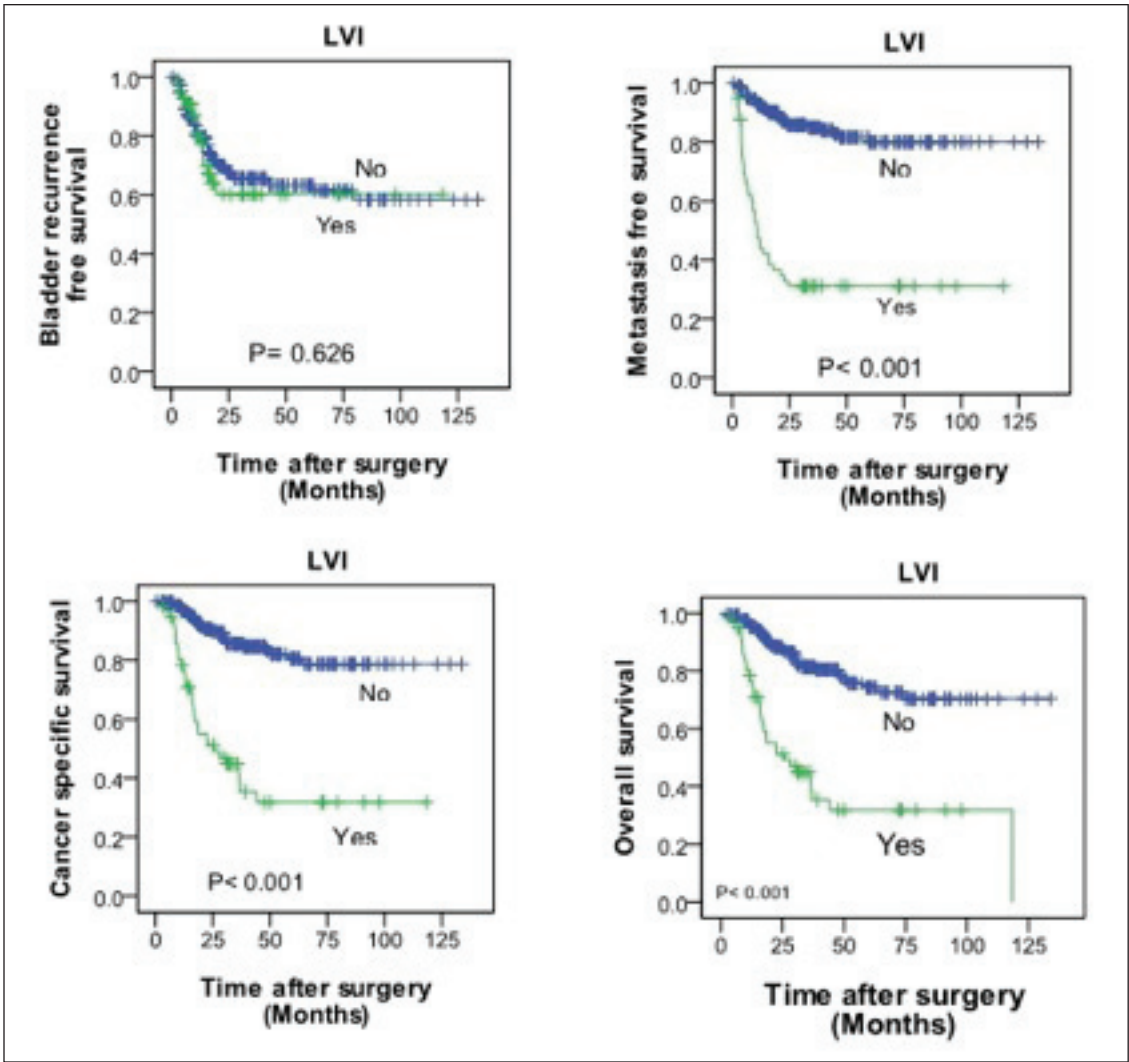 LVI
Bladder recurrence
free survival
1.0
0.8
0.6
0.4
0.2
0.0
No
Yes
P= 0.626
0 25 50 75 100 125
Time after surgery
(Months)
LVI
Metastasis free survival
1.0
0.8
0.6
0.4
0.2
0.0
No
Yes
P< 0.001
0 25 50 75 100 125
Time after surgery
(Months)
LVI
Cancer specific survival
1.0
0.8
0.6
0.4
0.2
0.0
No
Yes
P< 0.001
0 25 50 75 100 125
Time after surgery
(Months)
LVI
Overall survival
1.0
0.8
0.6
0.4
0.2
0.0
No
Yes
P< 0.001
0 25 50 75 100 125
Time after surgery
(Months)